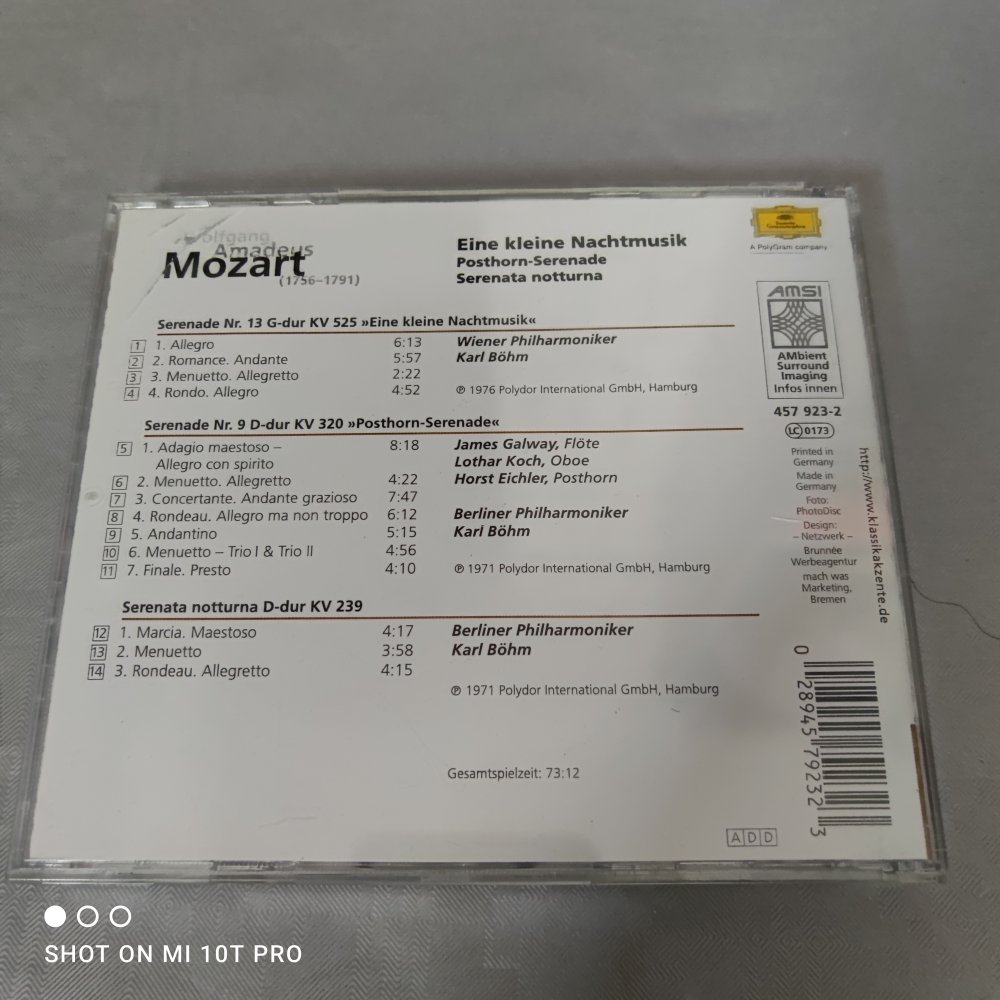 Wolfgang
Amadeus
Mozart
(1756–1791)
Eine kleine Nachtmusik
Posthorn-Serenade
Serenata notturna
Deutsche Grammophon
A PolyGram company
Serenade Nr. 13 G-dur KV 525 »Eine kleine Nachtmusik«
1 1. Allegro 6:13
2 2. Romance. Andante 5:57
3 3. Menuetto. Allegretto 2:22
4 4. Rondo. Allegro 4:52
Wiener Philharmoniker
Karl Böhm
℗ 1976 Polydor International GmbH, Hamburg
Serenade Nr. 9 D-dur KV 320 »Posthorn-Serenade«
5 1. Adagio maestoso – 8:18
Allegro con spirito
6 2. Menuetto. Allegretto 4:22
7 3. Concertante. Andante grazioso 7:47
8 4. Rondeau. Allegro ma non troppo 6:12
9 5. Andantino 5:15
10 6. Menuetto – Trio I & Trio II 4:56
11 7. Finale. Presto 4:10
James Galway, Flöte
Lothar Koch, Oboe
Horst Eichler, Posthorn
Berliner Philharmoniker
Karl Böhm
℗ 1971 Polydor International GmbH, Hamburg
Serenata notturna D-dur KV 239
12 1. Marcia. Maestoso 4:17
13 2. Menuetto 3:58
14 3. Rondeau. Allegretto 4:15
Berliner Philharmoniker
Karl Böhm
℗ 1971 Polydor International GmbH, Hamburg
Gesamtspielzeit: 73:12
AMSI
AMbient
Surround
Imaging
Infos innen
457 923-2
LC 0173
Printed in
Germany
Made in
Germany
Foto:
PhotoDisc
Design:
– Netzwerk –
Brunnée
Werbeagentur
mach was
Marketing,
Bremen
http://www.klassikakzente.de
0 28945 79232 3
ADD
SHOT ON MI 10T PRO